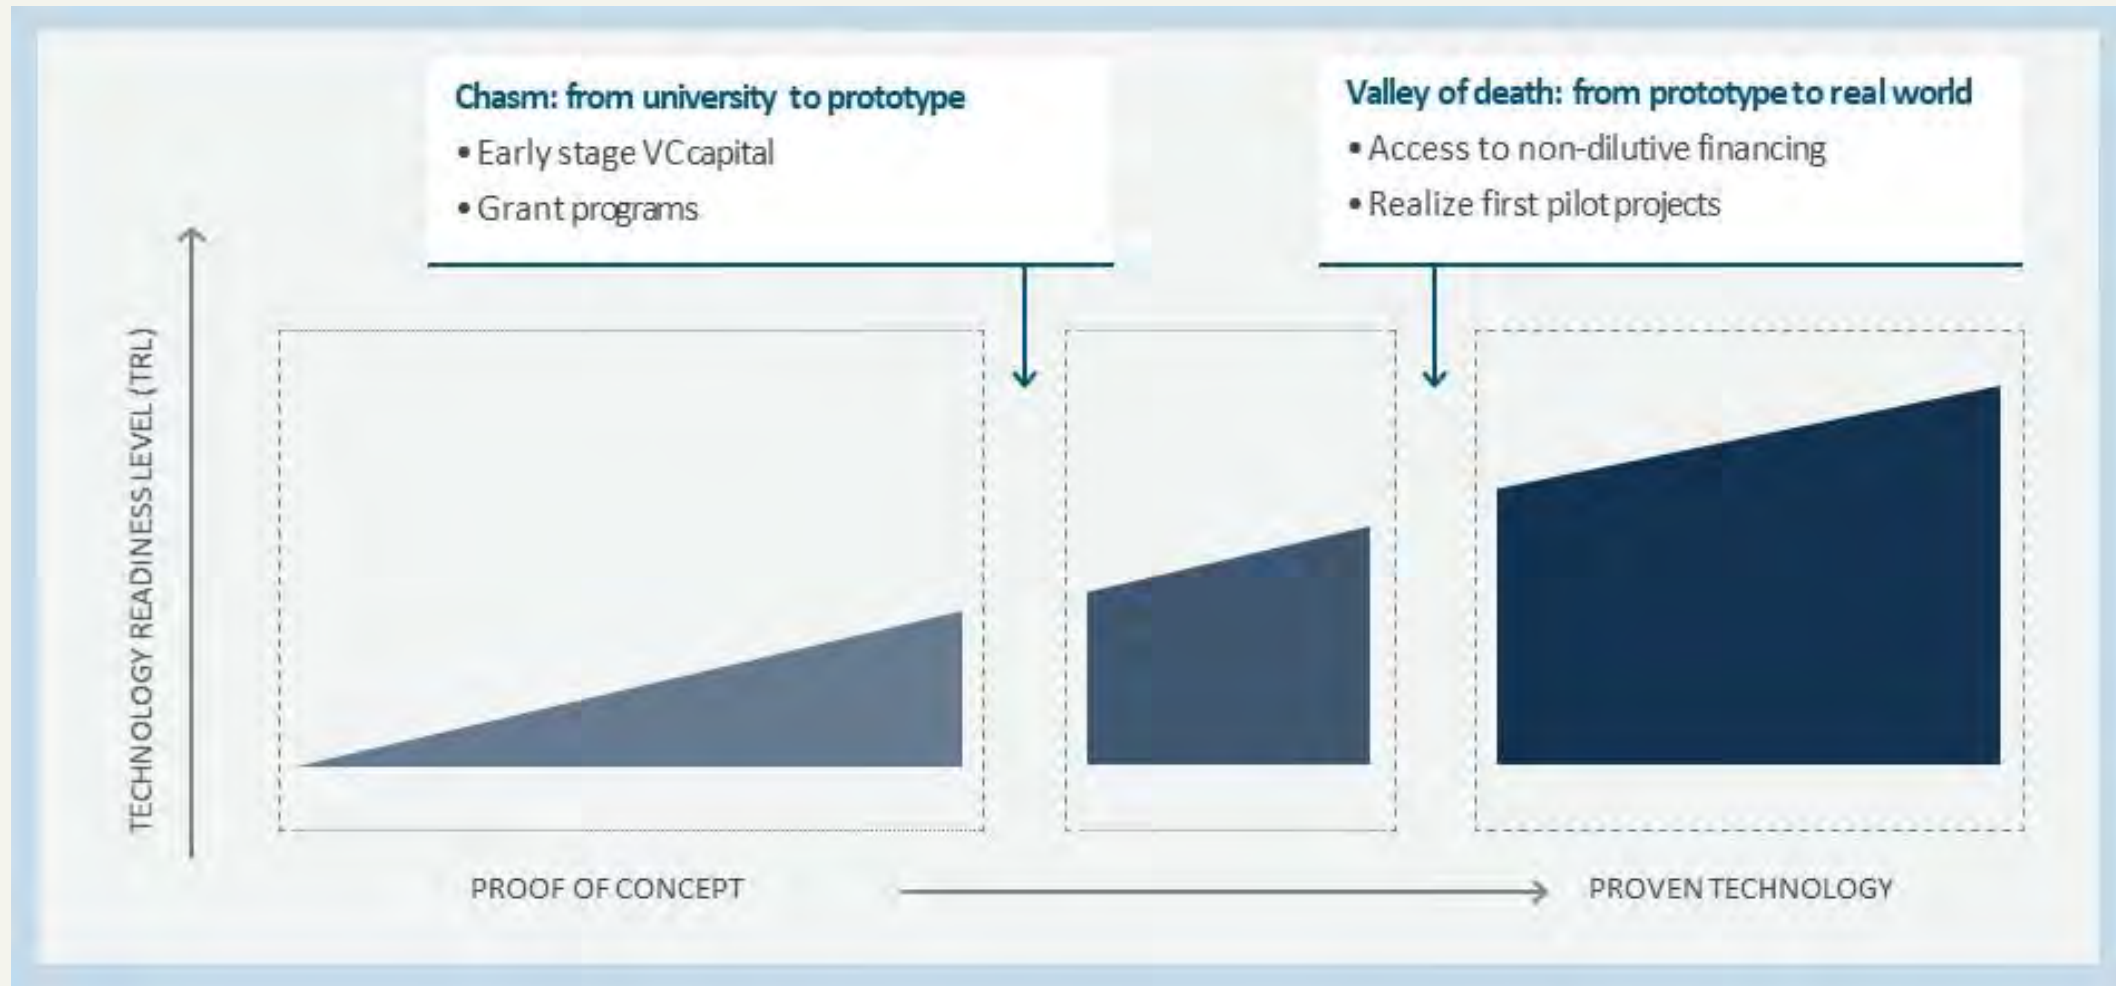 Chasm: from university to prototype
• Early stage VC capital
• Grant programs
Valley of death: from prototype to real world
• Access to non-dilutive financing
• Realize first pilot projects
TECHNOLOGY READINESS LEVEL (TRL)
PROOF OF CONCEPT
PROVEN TECHNOLOGY